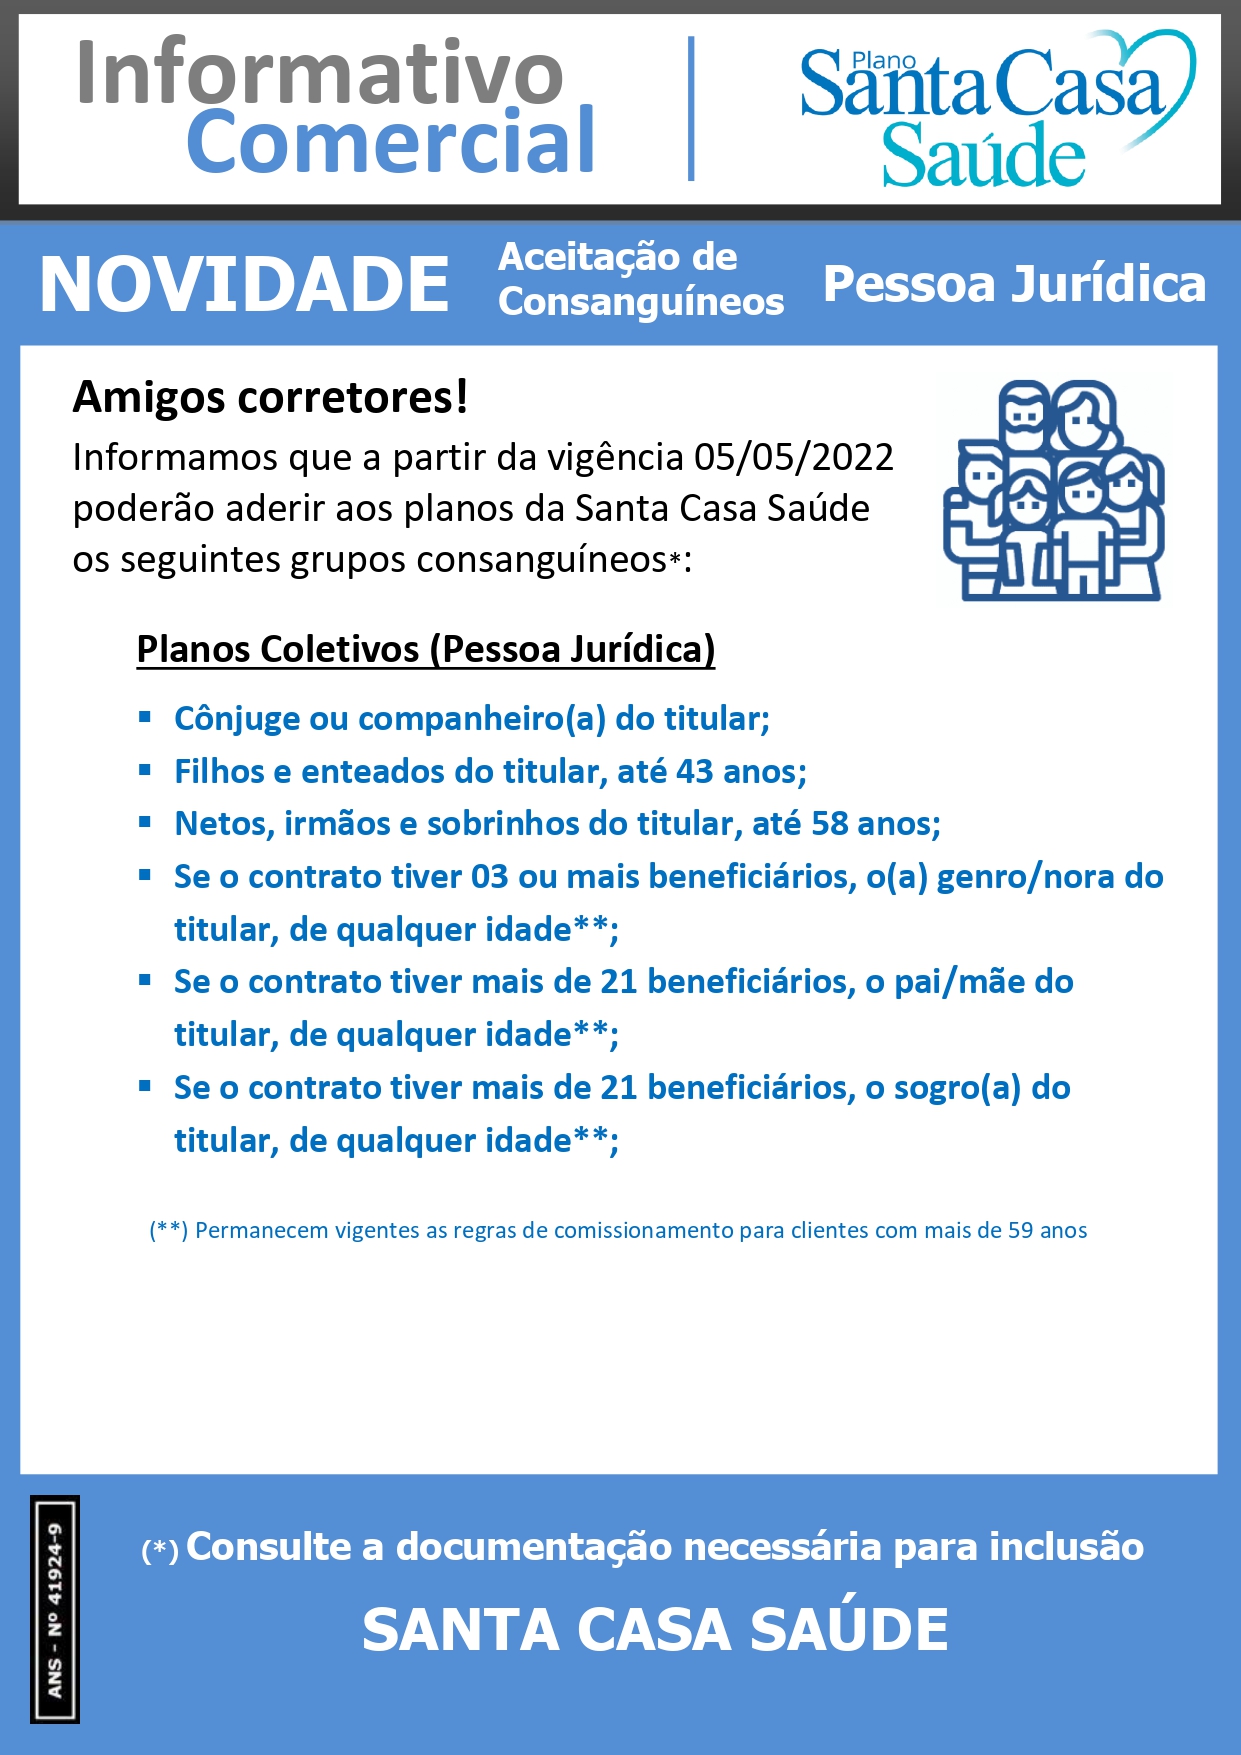 Informativo
Comercial
Plano
Santa Casa
Saúde
NOVIDADE
Aceitação de
Consanguíneos
Pessoa Jurídica
Amigos corretores!
Informamos que a partir da vigência 05/05/2022
poderão aderir aos planos da Santa Casa Saúde
os seguintes grupos consanguíneos*:
Planos Coletivos (Pessoa Jurídica)
▪ Cônjuge ou companheiro(a) do titular;
▪ Filhos e enteados do titular, até 43 anos;
▪ Netos, irmãos e sobrinhos do titular, até 58 anos;
▪ Se o contrato tiver 03 ou mais beneficiários, o(a) genro/nora do
titular, de qualquer idade**;
▪ Se o contrato tiver mais de 21 beneficiários, o pai/mãe do
titular, de qualquer idade**;
▪ Se o contrato tiver mais de 21 beneficiários, o sogro(a) do
titular, de qualquer idade**;
(**) Permanecem vigentes as regras de comissionamento para clientes com mais de 59 anos
ANS - Nº 41924-9
(*) Consulte a documentação necessária para inclusão
SANTA CASA SAÚDE